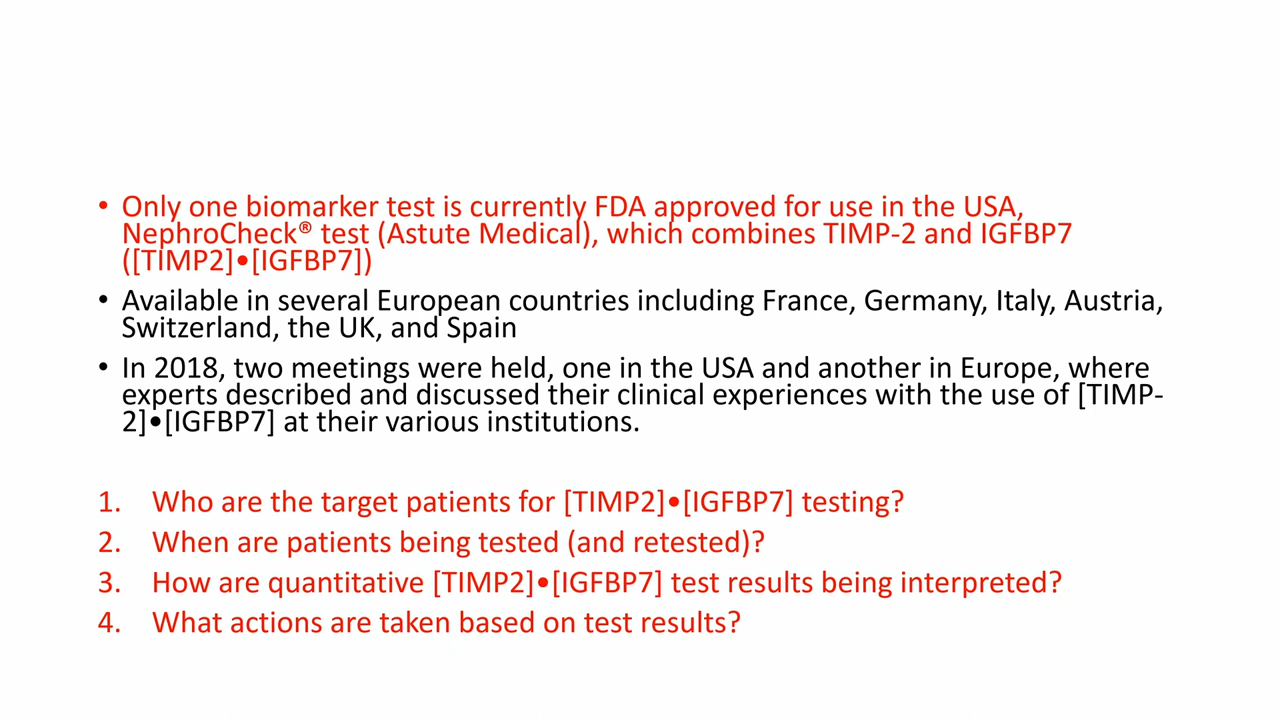 • Only one biomarker test is currently FDA approved for use in the USA,
NephroCheck® test (Astute Medical), which combines TIMP-2 and IGFBP7
([TIMP2]•[IGFBP7])
• Available in several European countries including France, Germany, Italy, Austria,
Switzerland, the UK, and Spain
• In 2018, two meetings were held, one in the USA and another in Europe, where
experts described and discussed their clinical experiences with the use of [TIMP-
2]•[IGFBP7] at their various institutions.
1. Who are the target patients for [TIMP2]•[IGFBP7] testing?
2. When are patients being tested (and retested)?
3. How are quantitative [TIMP2]•[IGFBP7] test results being interpreted?
4. What actions are taken based on test results?